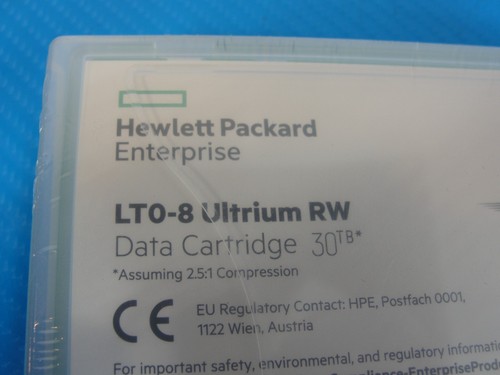 Hewlett Packard
Enterprise
LTO-8 Ultrium RW
Data Cartridge 30TB*
*Assuming 2.5:1 Compression
CE EU Regulatory Contact: HPE, Postfach 0001,
1122 Wien, Austria
For important safety, environmental, and regulatory information